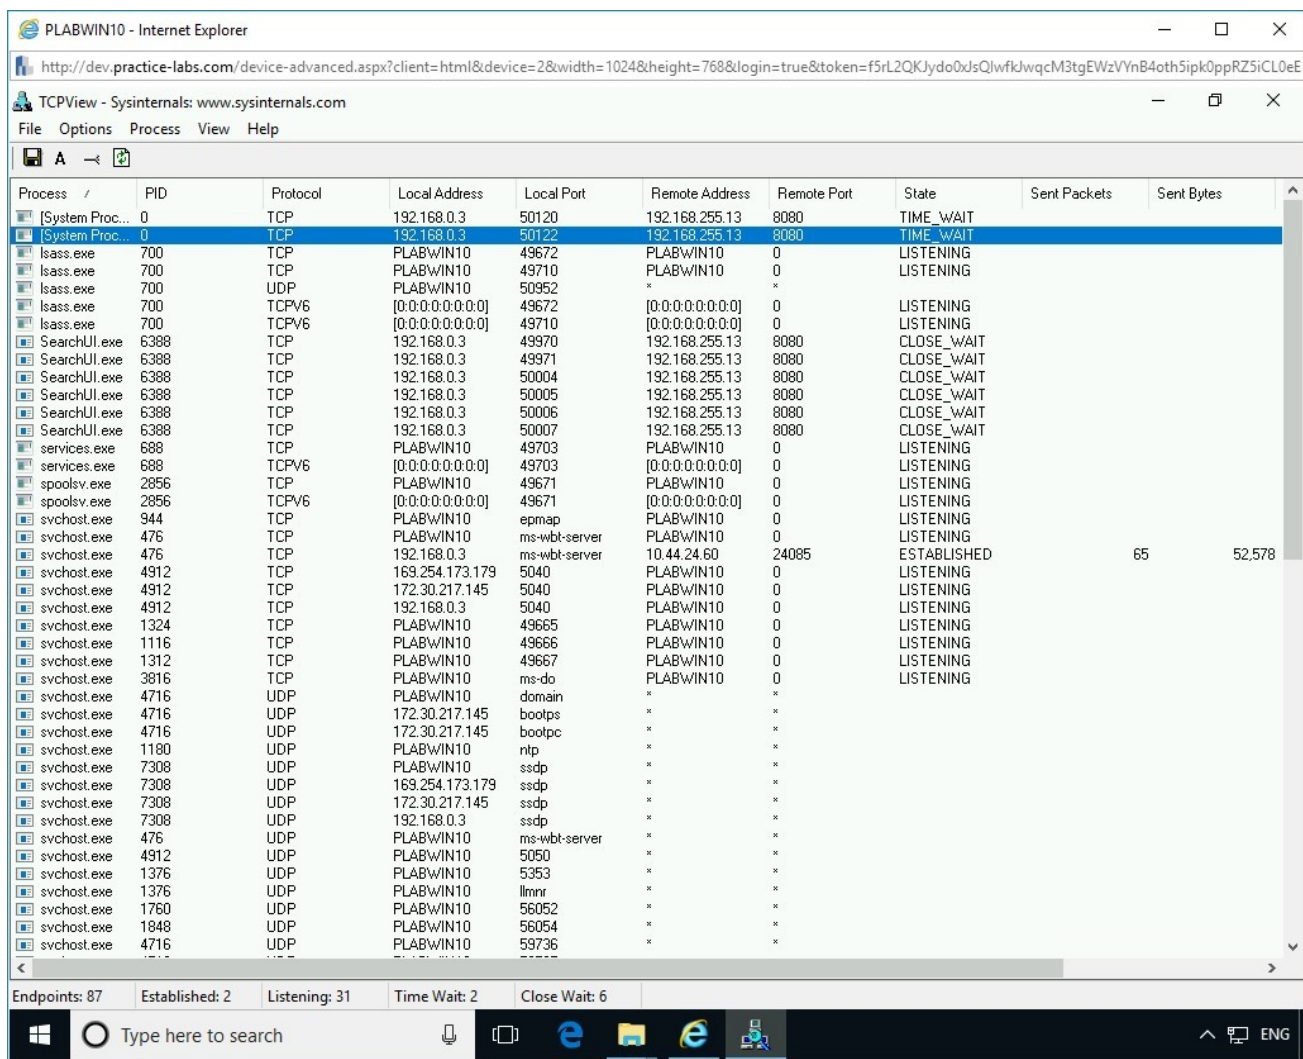 PLABWIN10 - Internet Explorer
http://dev.practice-labs.com/device-advanced.aspx?client=html&device=2&width=1024&height=768&login=true&token=
TCPView - Sysinternals: www.sysinternals.com
File Options Process View Help
A
Process / PID Protocol Local Address Local Port Remote Address Remote Port State Sent Packets Sent Bytes
[System Proc... 0 TCP 192.168.0.3 50120 192.168.255.13 8080 TIME_WAIT
[System Proc... 0 TCP 192.168.0.3 50122 192.168.255.13 8080 TIME_WAIT
lsass.exe 700 TCP PLABWIN10 49672 PLABWIN10 0 LISTENING
lsass.exe 700 TCP PLABWIN10 49710 PLABWIN10 0 LISTENING
lsass.exe 700 UDP PLABWIN10 50952 * *
lsass.exe 700 TCPV6 [0:0:0:0:0:0:0:0] 49672 [0:0:0:0:0:0:0:0] 0 LISTENING
lsass.exe 700 TCPV6 [0:0:0:0:0:0:0:0] 49710 [0:0:0:0:0:0:0:0] 0 LISTENING
SearchUI.exe 6388 TCP 192.168.0.3 49970 192.168.255.13 8080 CLOSE_WAIT
SearchUI.exe 6388 TCP 192.168.0.3 49971 192.168.255.13 8080 CLOSE_WAIT
SearchUI.exe 6388 TCP 192.168.0.3 50004 192.168.255.13 8080 CLOSE_WAIT
SearchUI.exe 6388 TCP 192.168.0.3 50005 192.168.255.13 8080 CLOSE_WAIT
SearchUI.exe 6388 TCP 192.168.0.3 50006 192.168.255.13 8080 CLOSE_WAIT
SearchUI.exe 6388 TCP 192.168.0.3 50007 192.168.255.13 8080 CLOSE_WAIT
services.exe 688 TCP PLABWIN10 49703 PLABWIN10 0 LISTENING
services.exe 688 TCPV6 [0:0:0:0:0:0:0:0] 49703 [0:0:0:0:0:0:0:0] 0 LISTENING
spoolsv.exe 2856 TCP PLABWIN10 49671 PLABWIN10 0 LISTENING
spoolsv.exe 2856 TCPV6 [0:0:0:0:0:0:0:0] 49671 [0:0:0:0:0:0:0:0] 0 LISTENING
svchost.exe 944 TCP PLABWIN10 epmap PLABWIN10 0 LISTENING
svchost.exe 476 TCP PLABWIN10 ms-wbt-server PLABWIN10 0 LISTENING
svchost.exe 476 TCP 192.168.0.3 ms-wbt-server 10.44.24.60 24085 ESTABLISHED 65 52,578
svchost.exe 4912 TCP 169.254.173.179 5040 PLABWIN10 0 LISTENING
svchost.exe 4912 TCP 172.30.217.145 5040 PLABWIN10 0 LISTENING
svchost.exe 4912 TCP 192.168.0.3 5040 PLABWIN10 0 LISTENING
svchost.exe 1324 TCP PLABWIN10 49665 PLABWIN10 0 LISTENING
svchost.exe 1116 TCP PLABWIN10 49666 PLABWIN10 0 LISTENING
svchost.exe 1312 TCP PLABWIN10 49667 PLABWIN10 0 LISTENING
svchost.exe 3816 TCP PLABWIN10 ms-do PLABWIN10 0 LISTENING
svchost.exe 4716 UDP PLABWIN10 domain * *
svchost.exe 4716 UDP 172.30.217.145 bootps * *
svchost.exe 4716 UDP 172.30.217.145 bootpc * *
svchost.exe 1180 UDP PLABWIN10 ntp * *
svchost.exe 7308 UDP PLABWIN10 ssdp * *
svchost.exe 7308 UDP 169.254.173.179 ssdp * *
svchost.exe 7308 UDP 172.30.217.145 ssdp * *
svchost.exe 7308 UDP 192.168.0.3 ssdp * *
svchost.exe 476 UDP PLABWIN10 ms-wbt-server * *
svchost.exe 4912 UDP PLABWIN10 5050 * *
svchost.exe 1376 UDP PLABWIN10 5353 * *
svchost.exe 1376 UDP PLABWIN10 llmnr * *
svchost.exe 1760 UDP PLABWIN10 56052 * *
svchost.exe 1848 UDP PLABWIN10 56054 * *
svchost.exe 4716 UDP PLABWIN10 59736 * *
Endpoints: 87 Established: 2 Listening: 31 Time Wait: 2 Close Wait: 6
Type here to search ENG